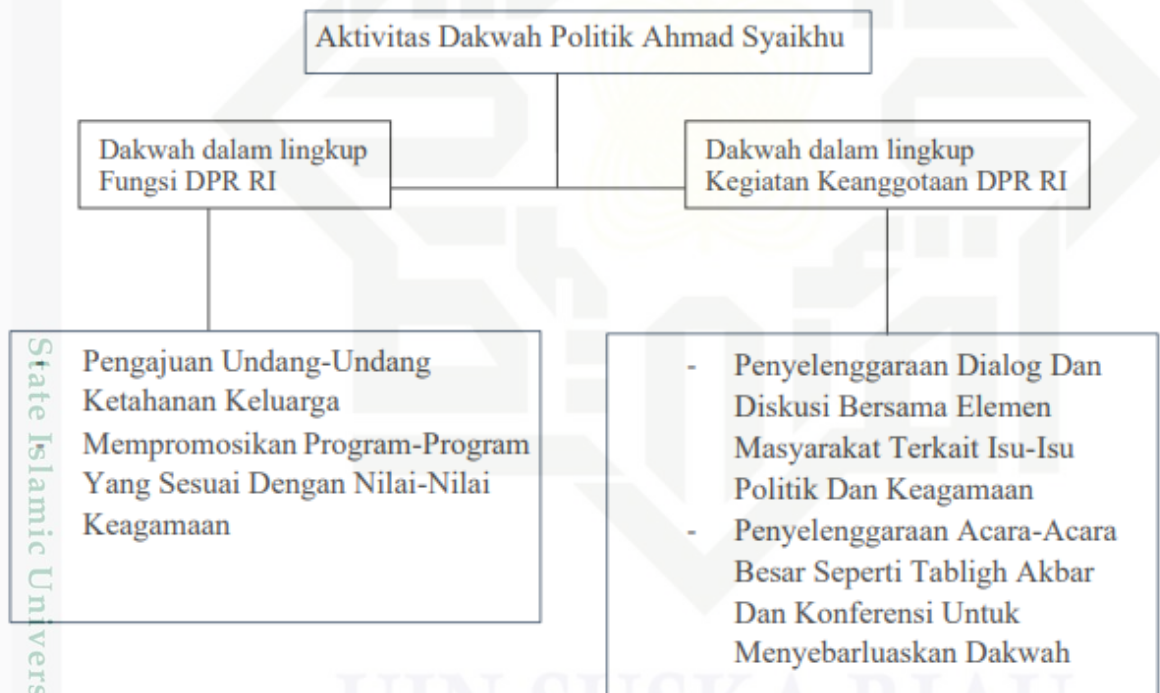 Aktivitas Dakwah Politik Ahmad Syaikhu
Dakwah dalam lingkup
Fungsi DPR RI
Dakwah dalam lingkup
Kegiatan Keanggotaan DPR RI
- Pengajuan Undang-Undang
Ketahanan Keluarga
- Mempromosikan Program-Program
Yang Sesuai Dengan Nilai-Nilai
Keagamaan
- Penyelenggaraan Dialog Dan
Diskusi Bersama Elemen
Masyarakat Terkait Isu-Isu
Politik Dan Keagamaan
- Penyelenggaraan Acara-Acara
Besar Seperti Tabligh Akbar
Dan Konferensi Untuk
Menyebarluaskan Dakwah
State Islamic Univers
UIN SUSKA RIAU